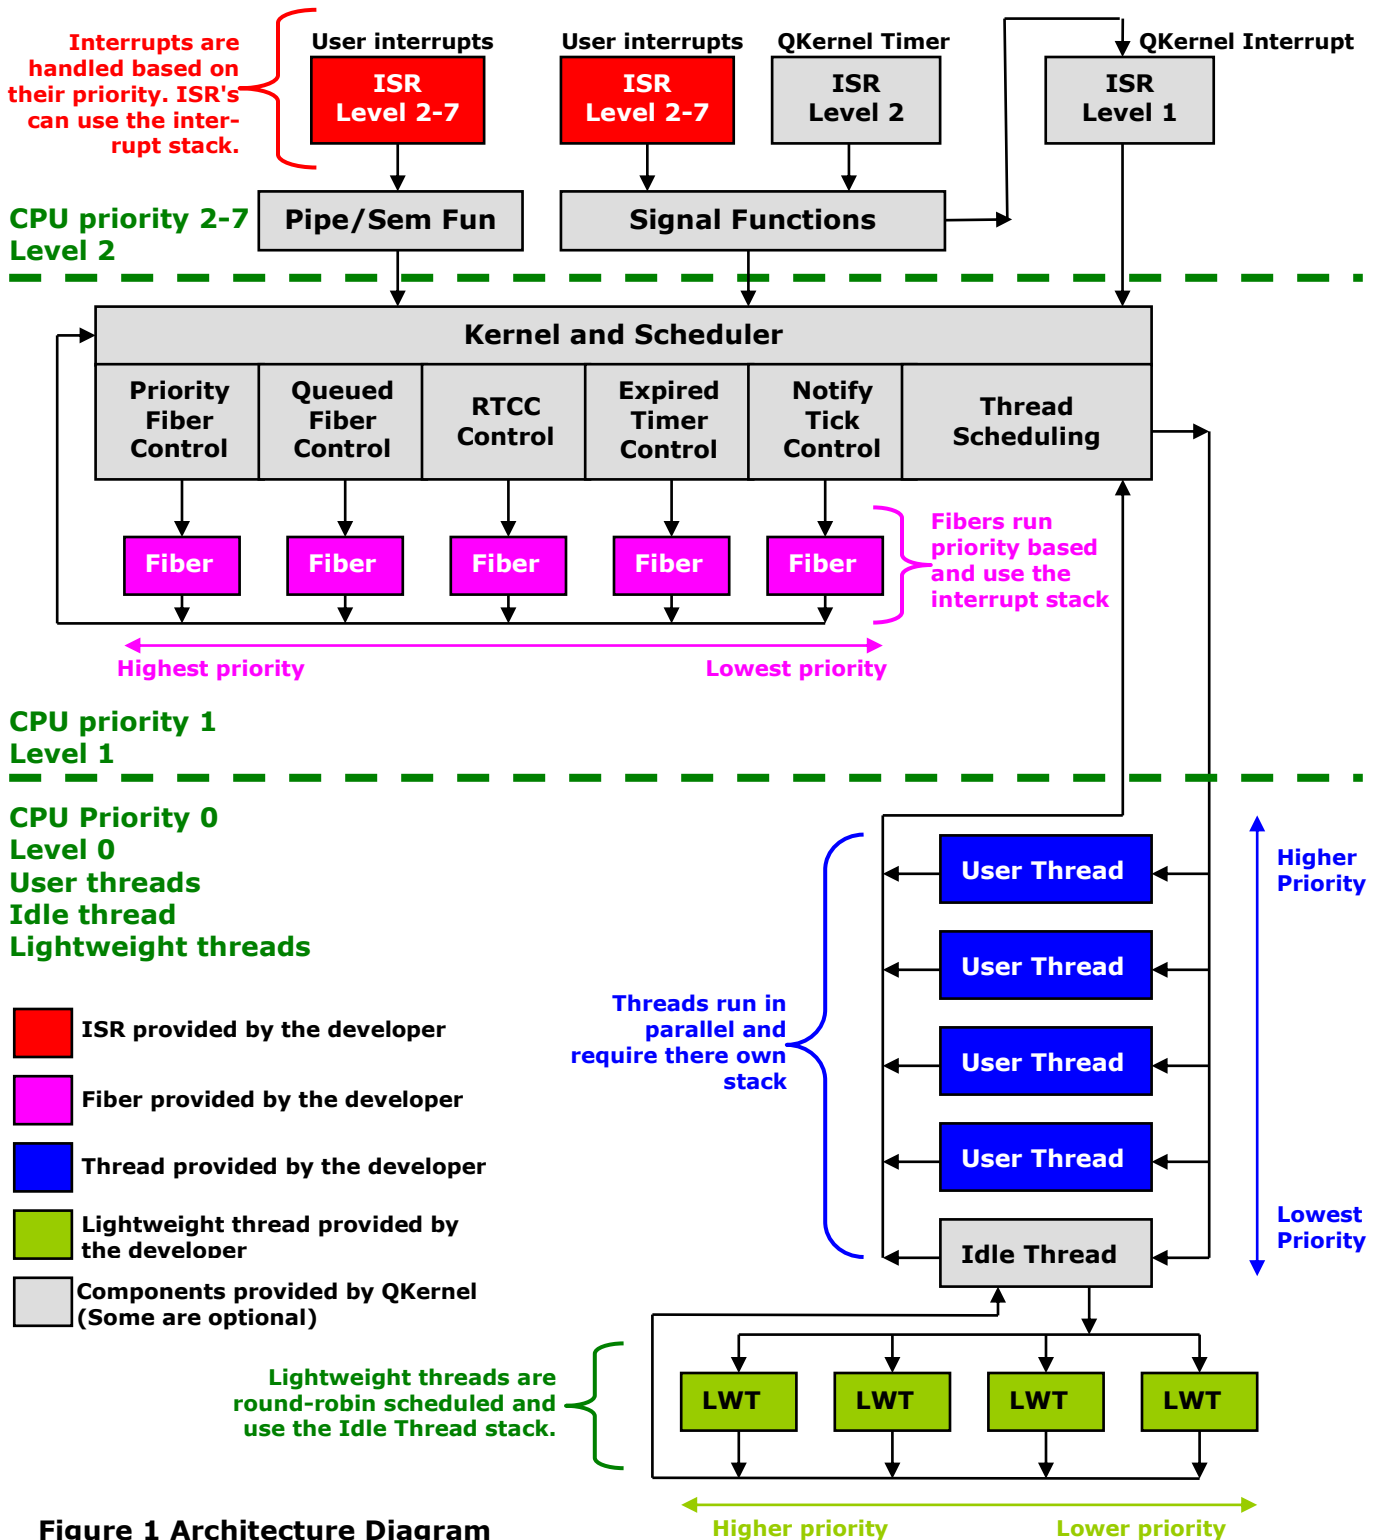 User interrupts
User interrupts
QKernel Timer
QKernel Interrupt
Interrupts are
handled based on
their priority. ISR's
can use the inter-
rupt stack.
ISR
Level 2-7
ISR
Level 2-7
ISR
Level 2
ISR
Level 1
CPU priority 2-7
Level 2
Pipe/Sem Fun
Signal Functions
Kernel and Scheduler
Priority
Fiber
Control
Queued
Fiber
Control
RTCC
Control
Expired
Timer
Control
Notify
Tick
Control
Thread
Scheduling
Fiber
Fiber
Fiber
Fiber
Fiber
Fibers run
priority based
and use the
interrupt stack
Highest priority
Lowest priority
CPU priority 1
Level 1
CPU Priority 0
Level 0
User threads
Idle thread
Lightweight threads
User Thread
User Thread
User Thread
User Thread
Idle Thread
Higher
Priority
Lowest
Priority
Threads run in
parallel and
require there own
stack
ISR provided by the developer
Fiber provided by the developer
Thread provided by the developer
Lightweight thread provided by
the developer
Components provided by QKernel
(Some are optional)
Lightweight threads are
round-robin scheduled and
use the Idle Thread stack.
LWT
LWT
LWT
LWT
Higher priority
Lower priority
Figure 1 Architecture Diagram